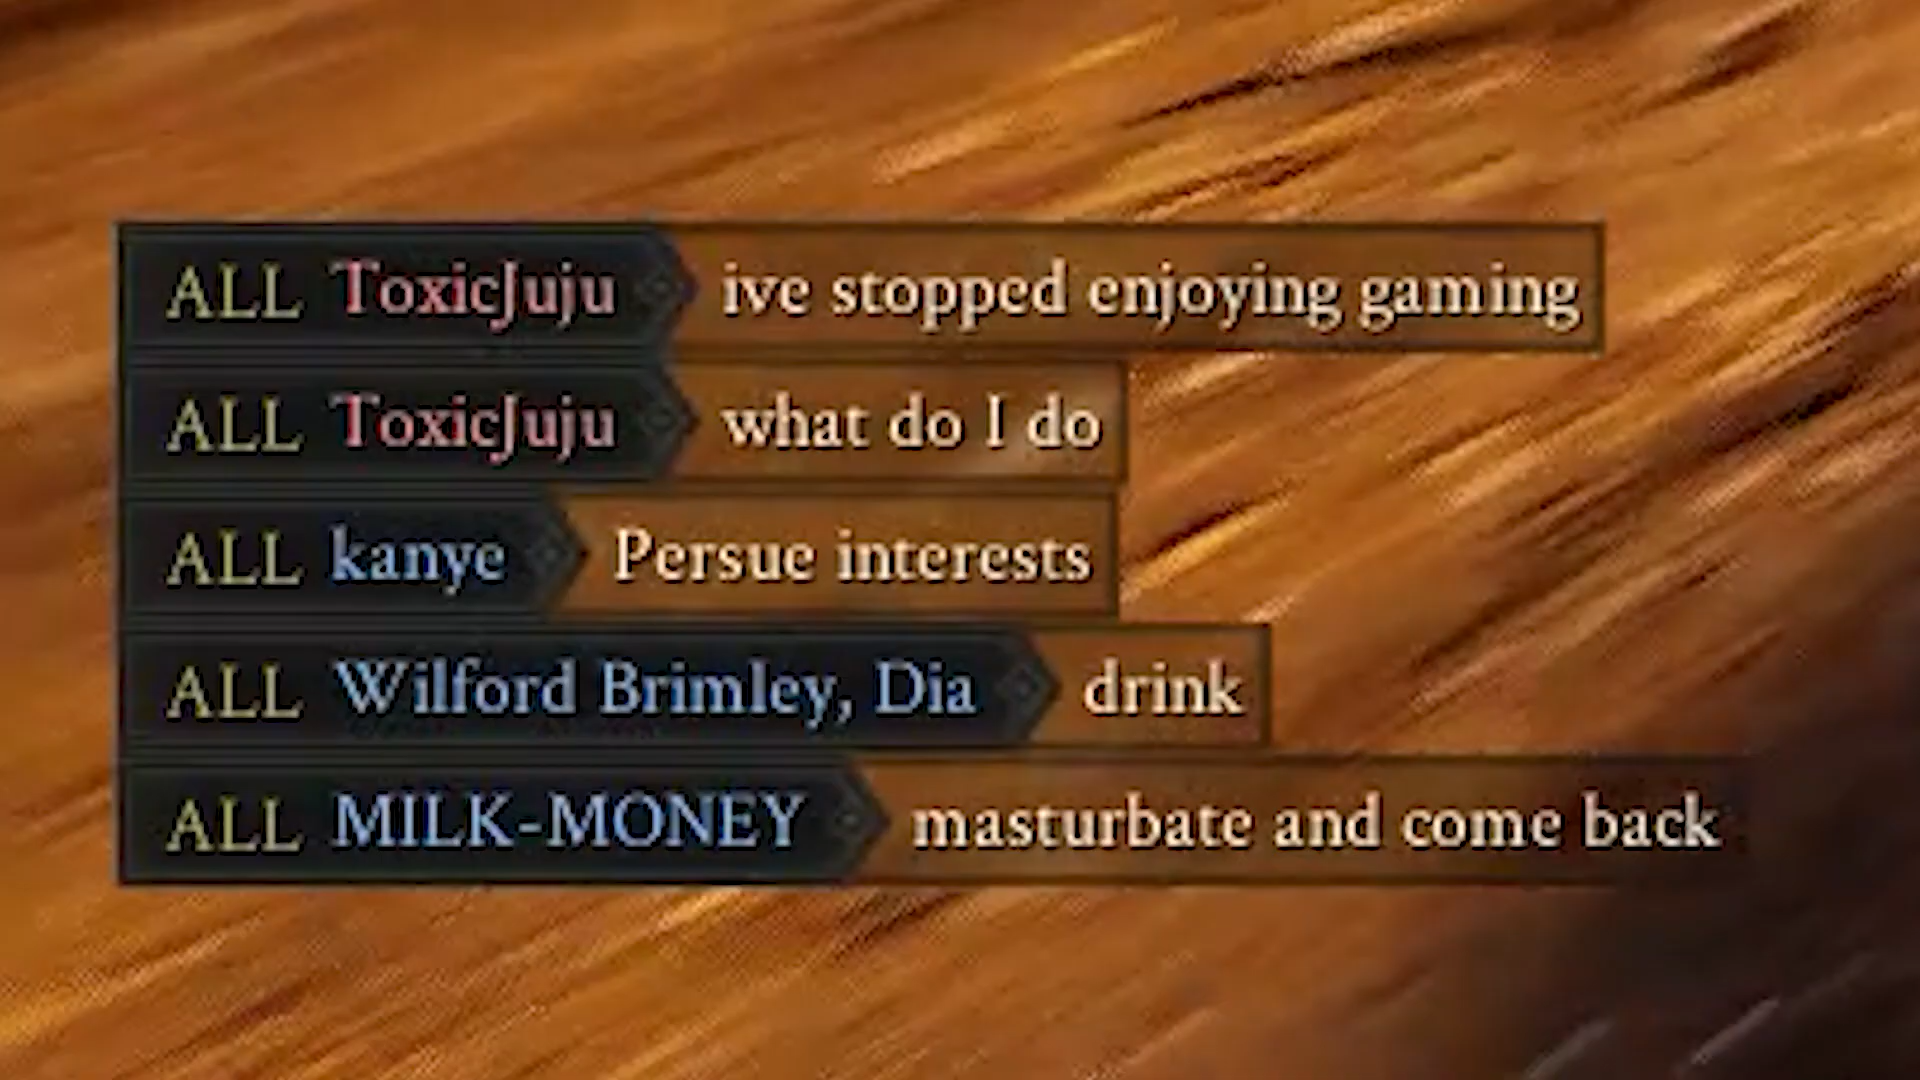 ALL ToxicJuju ive stopped enjoying gaming
ALL ToxicJuju what do I do
ALL kanye Persue interests
ALL Wilford Brimley, Dia drink
ALL MILK-MONEY masturbate and come back